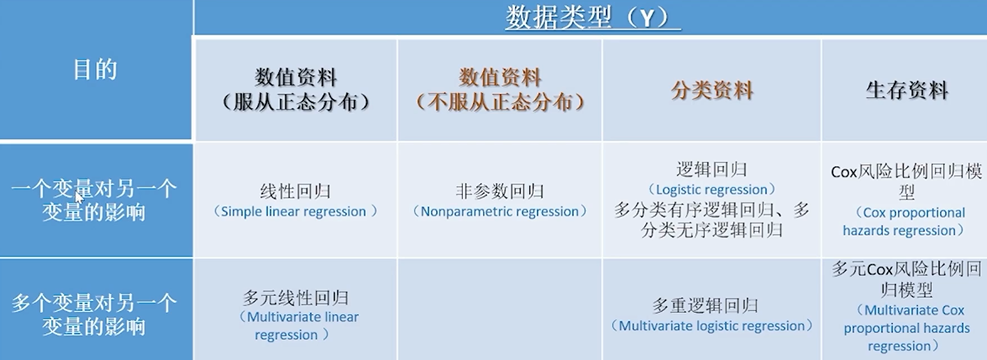 数据类型（Y）
目的
数值资料
（服从正态分布）
数值资料
（不服从正态分布）
分类资料
生存资料
一个变量对另一个
变量的影响
线性回归
（Simple linear regression ）
非参数回归
（Nonparametric regression）
逻辑回归
（Logistic regression）
多分类有序逻辑回归、多
分类无序逻辑回归
Cox风险比例回归模
型
（Cox proportional
hazards regression）
多个变量对另一个
变量的影响
多元线性回归
（Multivariate linear
regression ）
多重逻辑回归
（Multivariate logistic regression）
多元Cox风险比例回
归模型
（Multivariate Cox
proportional hazards
regression）